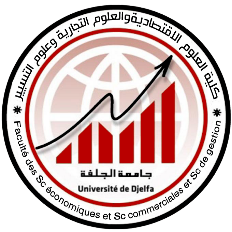 كلية العلوم الاقتصادية والعلوم التجارية وعلوم التسيير
جامعة الجلفة
Université de Djelfa
Faculté des Sc économiques et Sc commerciales et Sc de gestion